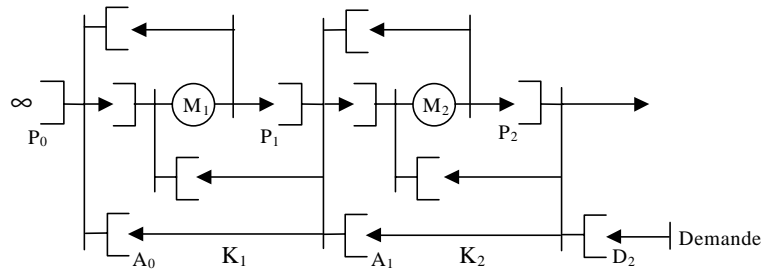 ∞
M₁
M₂
P₀
P₁
P₂
A₀
K₁
A₁
K₂
D₂
Demande